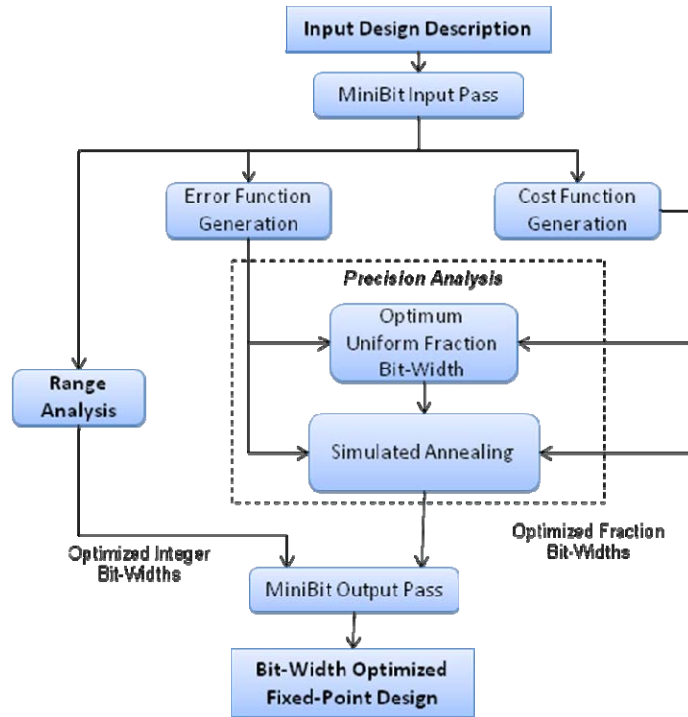 Input Design Description
MiniBit Input Pass
Error Function
Generation
Cost Function
Generation
Precision Analysis
Optimum
Uniform Fraction
Bit-Width
Range
Analysis
Simulated Annealing
Optimized Integer
Bit-Widths
Optimized Fraction
Bit-Widths
MiniBit Output Pass
Bit-Width Optimized
Fixed-Point Design